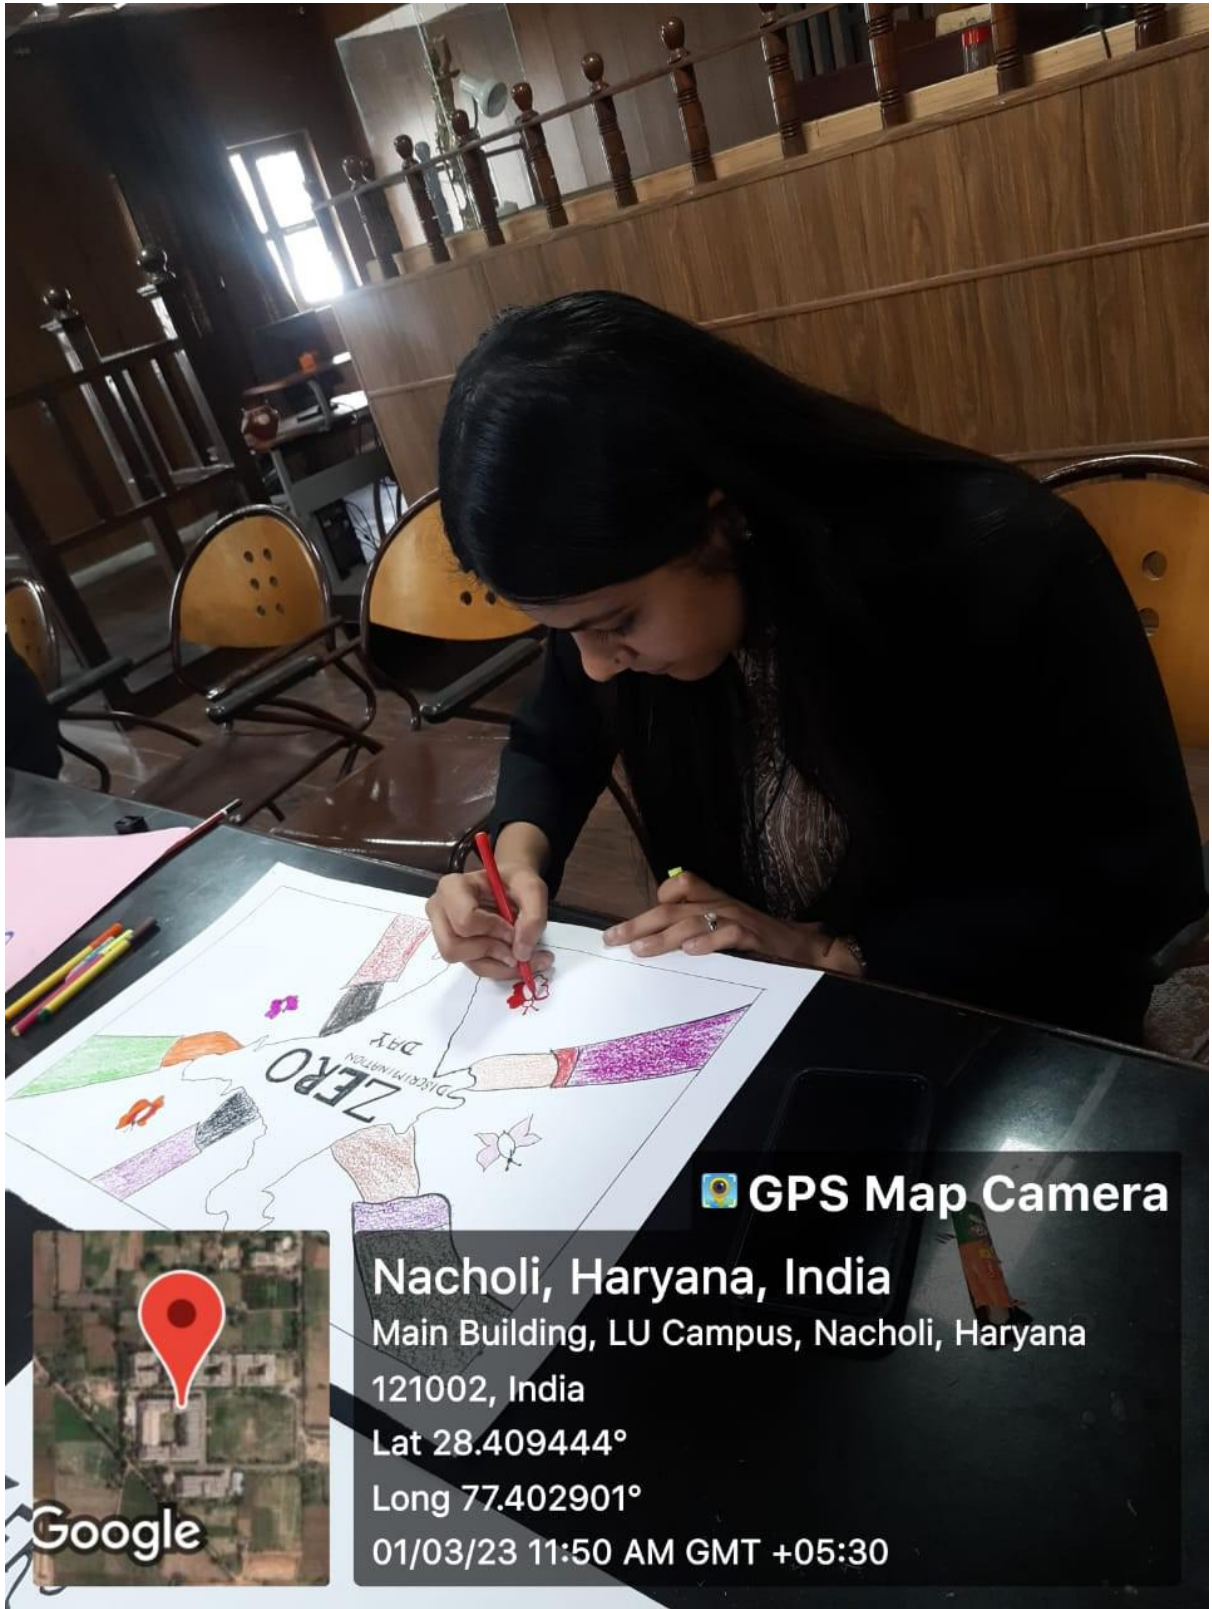 ZERO
DISCRIMINATION
DAY
GPS Map Camera
Nacholi, Haryana, India
Main Building, LU Campus, Nacholi, Haryana
121002, India
Lat 28.409444°
Long 77.402901°
01/03/23 11:50 AM GMT +05:30
Google